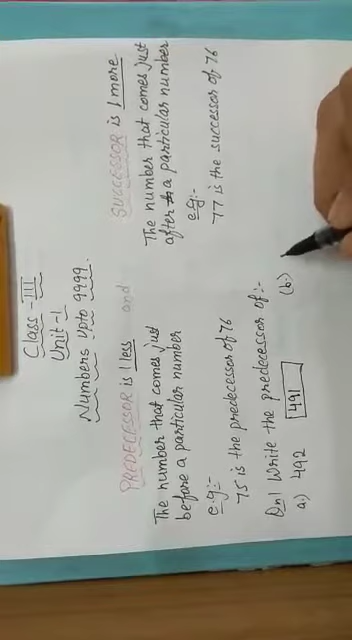 Class - III
Unit - 1
Numbers upto 9999.
PREDECESSOR is 1 less and
The number that comes just
before a particular number
e.g:-
75 is the predecessor of 76
Qn1 Write the predecessor of :-
a.) 492 491 (b.)
SUCCESSOR is 1 more
The number that comes just
after a particular number
e.g:-
77 is the successor of 76